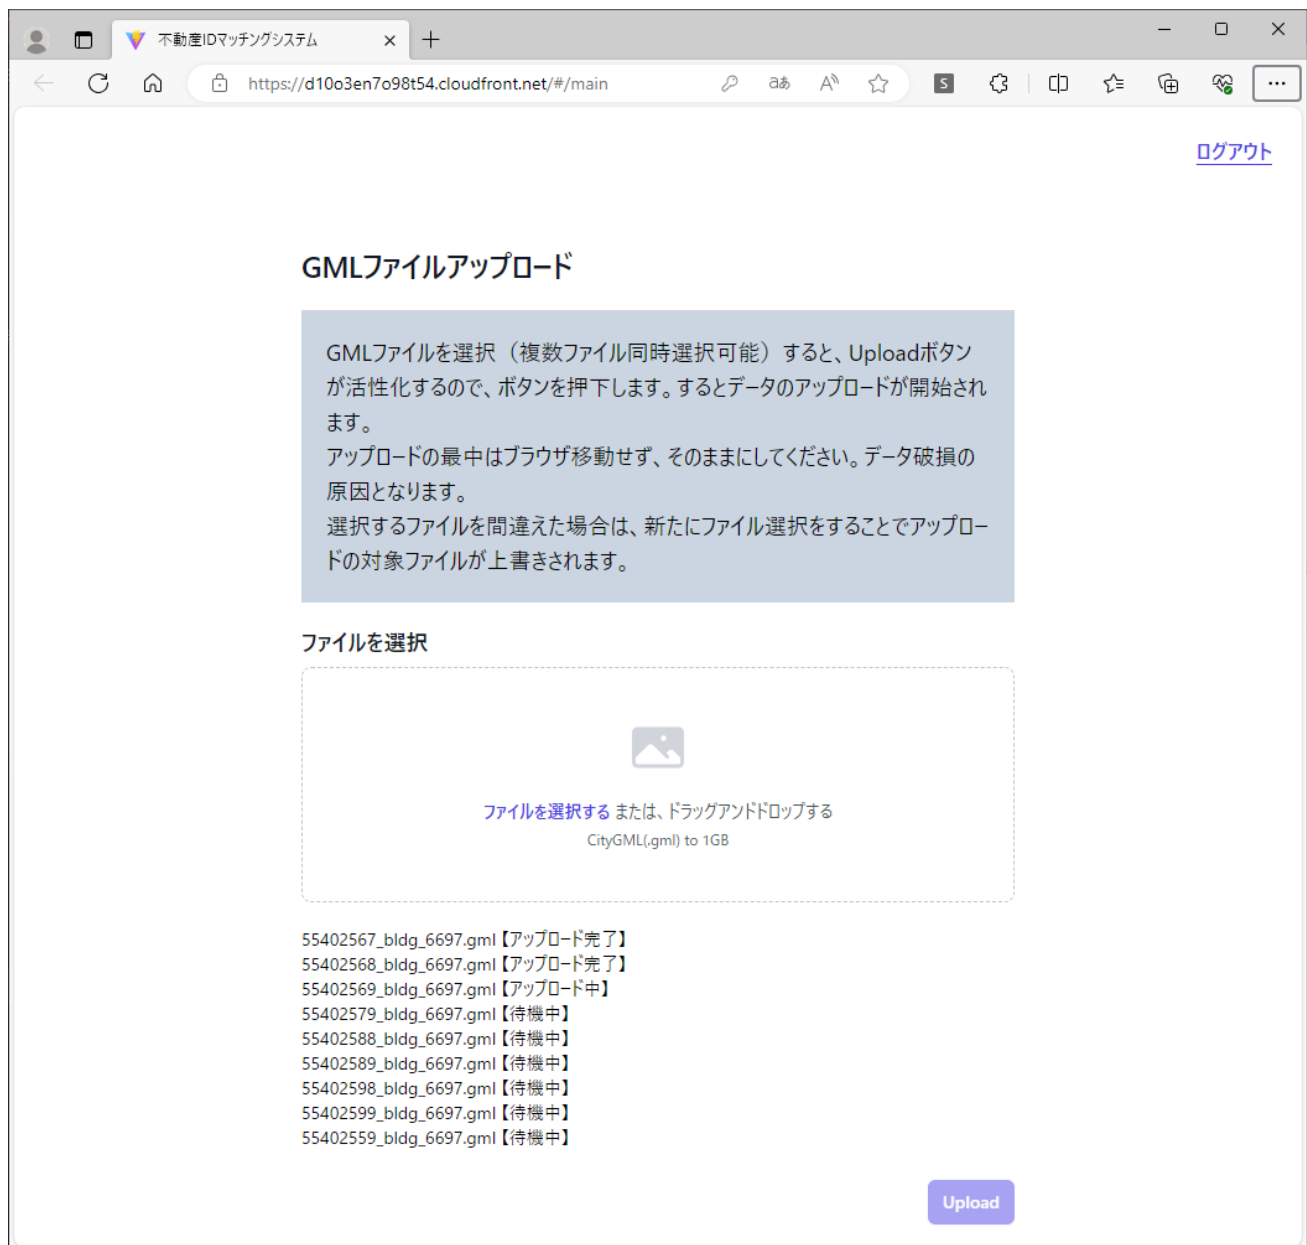 不動産IDマッチングシステム
https://d10o3en7o98t54.cloudfront.net/#/main
aあ
A
S
ログアウト
GMLファイルアップロード
GMLファイルを選択（複数ファイル同時選択可能）すると、Uploadボタン
が活性化するので、ボタンを押下します。するとデータのアップロードが開始され
ます。
アップロードの最中はブラウザ移動せず、そのままにしてください。データ破損の
原因となります。
選択するファイルを間違えた場合は、新たにファイル選択をすることでアップロー
ドの対象ファイルが上書きされます。
ファイルを選択
ファイルを選択する または、ドラッグアンドドロップする
CityGML(.gml) to 1GB
55402567_bldg_6697.gml【アップロード完了】
55402568_bldg_6697.gml【アップロード完了】
55402569_bldg_6697.gml【アップロード中】
55402579_bldg_6697.gml【待機中】
55402588_bldg_6697.gml【待機中】
55402589_bldg_6697.gml【待機中】
55402598_bldg_6697.gml【待機中】
55402599_bldg_6697.gml【待機中】
55402559_bldg_6697.gml【待機中】
Upload